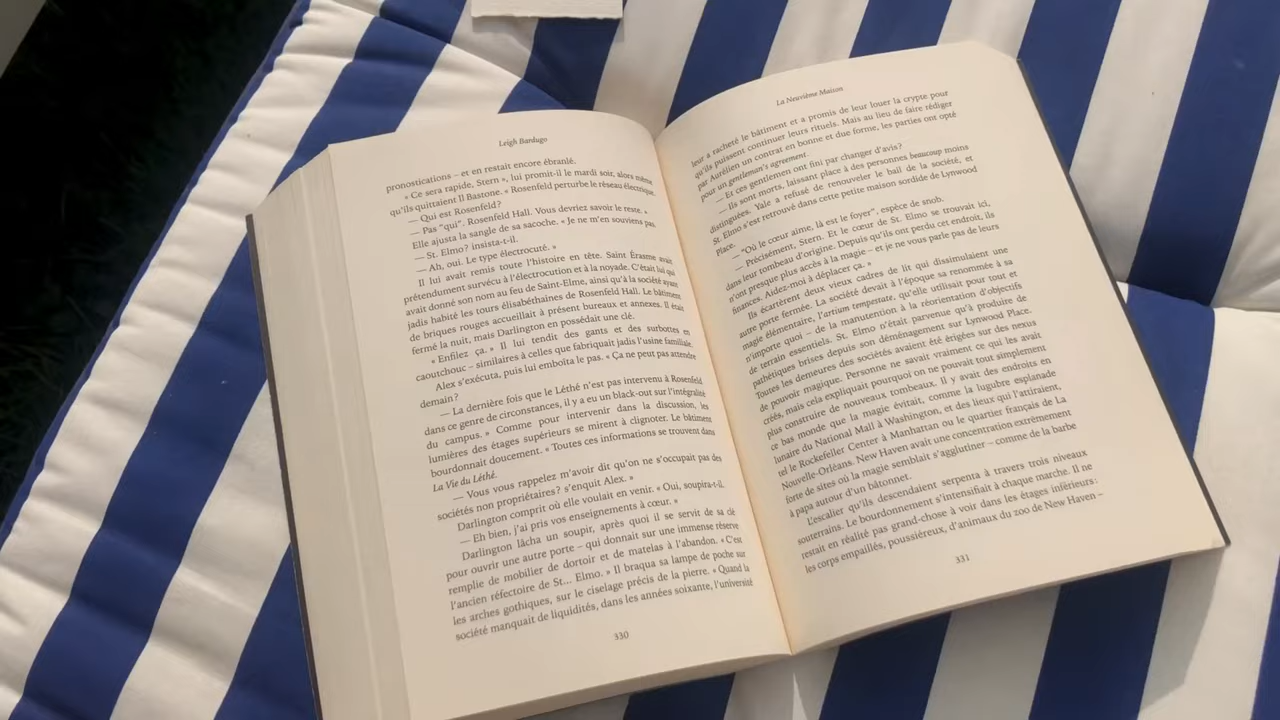 Leigh Bardugo
pronostications – et en restait encore ébranlé.
« Ce sera rapide, Stern », lui promit-il le mardi soir, alors même
qu'ils quittaient Il Bastone. « Rosenfeld perturbe le réseau électrique.
— Qui est Rosenfeld?
— Pas “qui”. Rosenfeld Hall. Vous devriez savoir le reste. »
Elle ajusta la sangle de sa sacoche. « Je ne m'en souviens pas.
— St. Elmo? insista-t-il.
— Ah, oui. Le type électrocuté. »
Il lui avait remis toute l'histoire en tête. Saint Érasme avait
prétendument survécu à l'électrocution et à la noyade. C'était lui qui
avait donné son nom au feu de Saint-Elme, ainsi qu'à la société ayant
jadis habité les tours élisabéthaines de Rosenfeld Hall. Le bâtiment
de briques rouges accueillait à présent bureaux et annexes. Il était
fermé la nuit, mais Darlington en possédait une clé.
« Enfilez ça. » Il lui tendit des gants et des surbottes en
caoutchouc – similaires à celles que fabriquait jadis l'usine familiale.
Alex s'exécuta, puis lui emboîta le pas. « Ça ne peut pas attendre
demain?
— La dernière fois que le Léthé n'est pas intervenu à Rosenfeld
dans ce genre de circonstances, il y a eu un black-out sur l'intégralité
du campus. » Comme pour intervenir dans la discussion, les
lumières des étages supérieurs se mirent à clignoter. Le bâtiment
bourdonnait doucement. « Toutes ces informations se trouvent dans
La Vie du Léthé.
— Vous vous rappelez m'avoir dit qu'on ne s'occupait pas des
sociétés non propriétaires? s'enquit Alex. »
Darlington comprit où elle voulait en venir. « Oui, soupira-t-il.
— Eh bien, j'ai pris vos enseignements à cœur. »
Darlington lâcha un soupir, après quoi il se servit de sa clé
pour ouvrir une autre porte – qui donnait sur une immense réserve
remplie de mobilier de dortoir et de matelas à l'abandon. « C'est
l'ancien réfectoire de St... Elmo. » Il braqua sa lampe de poche sur
les arches gothiques, sur le ciselage précis de la pierre. « Quand la
société manquait de liquidités, dans les années soixante, l'université
330
La Neuvième Maison
leur a racheté le bâtiment et a promis de leur louer la crypte pour
qu'ils puissent continuer leurs rituels. Mais au lieu de faire rédiger
par Aurélien un contrat en bonne et due forme, les parties ont opté
pour un gentleman's agreement.
— Et ces gentlemen ont fini par changer d'avis?
— Ils sont morts, laissant place à des personnes beaucoup moins
distinguées. Yale a refusé de renouveler le bail de la société, et
St. Elmo s'est retrouvé dans cette petite maison sordide de Lynwood
Place.
— “Où le cœur aime, là est le foyer”, espèce de snob.
— Précisément, Stern. Et le cœur de St. Elmo se trouvait ici,
dans leur tombeau d'origine. Depuis qu'ils ont perdu cet endroit, ils
n'ont presque plus accès à la magie – et je ne vous parle pas de leurs
finances. Aidez-moi à déplacer ça. »
Ils écartèrent deux vieux cadres de lit qui dissimulaient une
autre porte fermée. La société devait à l'époque sa renommée à sa
magie élémentaire, l'artium tempestate, qu'elle utilisait pour tout et
n'importe quoi – de la manutention à la réorientation d'objectifs
de terrain essentiels. St. Elmo n'était parvenue qu'à produire de
pathétiques brises depuis son déménagement sur Lynwood Place.
Toutes les demeures des sociétés avaient été érigées sur des nexus
de pouvoir magique. Personne ne savait vraiment ce qui les avait
créés, mais cela expliquait pourquoi on ne pouvait tout simplement
plus construire de nouveaux tombeaux. Il y avait des endroits en
ce bas monde que la magie évitait, comme la lugubre esplanade
lunaire du National Mall à Washington, et des lieux qui l'attiraient,
tel le Rockefeller Center à Manhattan ou le quartier français de La
Nouvelle-Orléans. New Haven avait une concentration extrêmement
forte de sites où la magie semblait s'agglutiner – comme de la barbe
à papa autour d'un bâtonnet.
L'escalier qu'ils descendaient serpenta à travers trois niveaux
souterrains. Le bourdonnement s'intensifiait à chaque marche. Il ne
restait en réalité pas grand-chose à voir dans les étages inférieurs:
les corps empaillés, poussiéreux, d'animaux du zoo de New Haven –
331